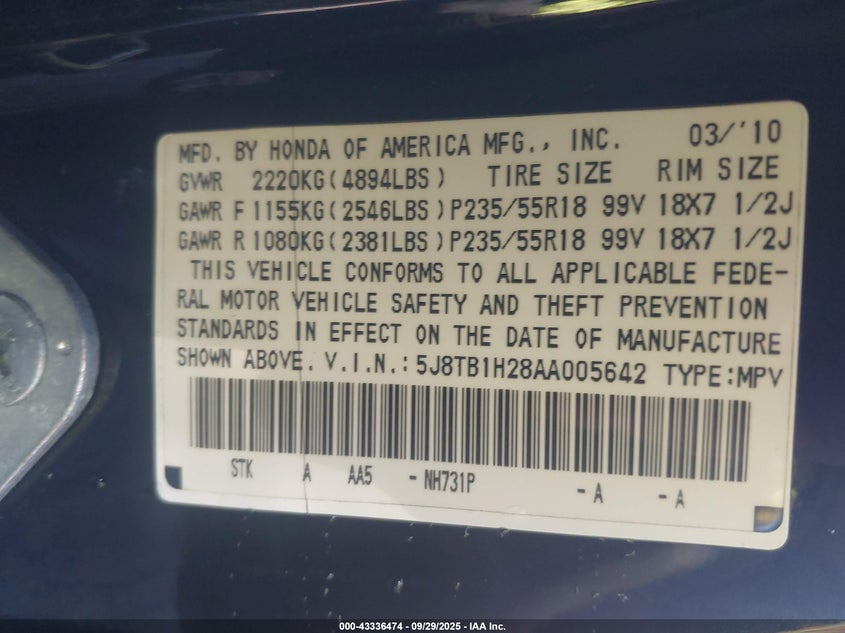 MFD. BY HONDA OF AMERICA MFG., INC. 03/'10
GVWR 2220KG(4894LBS) TIRE SIZE RIM SIZE
GAWR F 1155KG(2546LBS)P235/55R18 99V 18X7 1/2J
GAWR R 1080KG(2381LBS)P235/55R18 99V 18X7 1/2J
THIS VEHICLE CONFORMS TO ALL APPLICABLE FEDE-
RAL MOTOR VEHICLE SAFETY AND THEFT PREVENTION
STANDARDS IN EFFECT ON THE DATE OF MANUFACTURE
SHOWN ABOVE. V.I.N.:5J8TB1H28AA005642 TYPE:MPV
STK A AA5 -NH731P -A -A
000-43336474 - 09/29/2025 - IAA Inc.